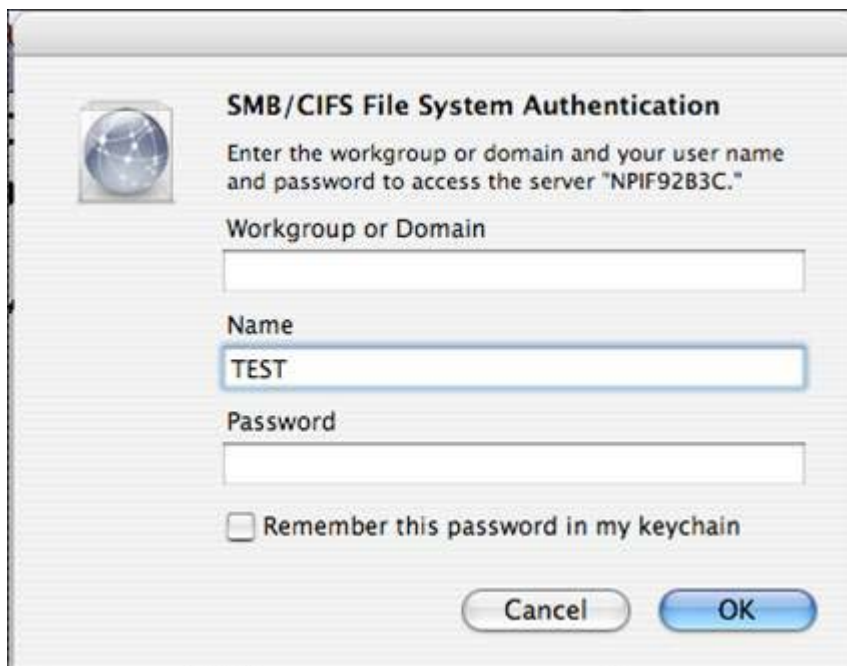 SMB/CIFS File System Authentication
Enter the workgroup or domain and your user name
and password to access the server "NPIF92B3C."
Workgroup or Domain
Name
TEST
Password
Remember this password in my keychain
Cancel OK